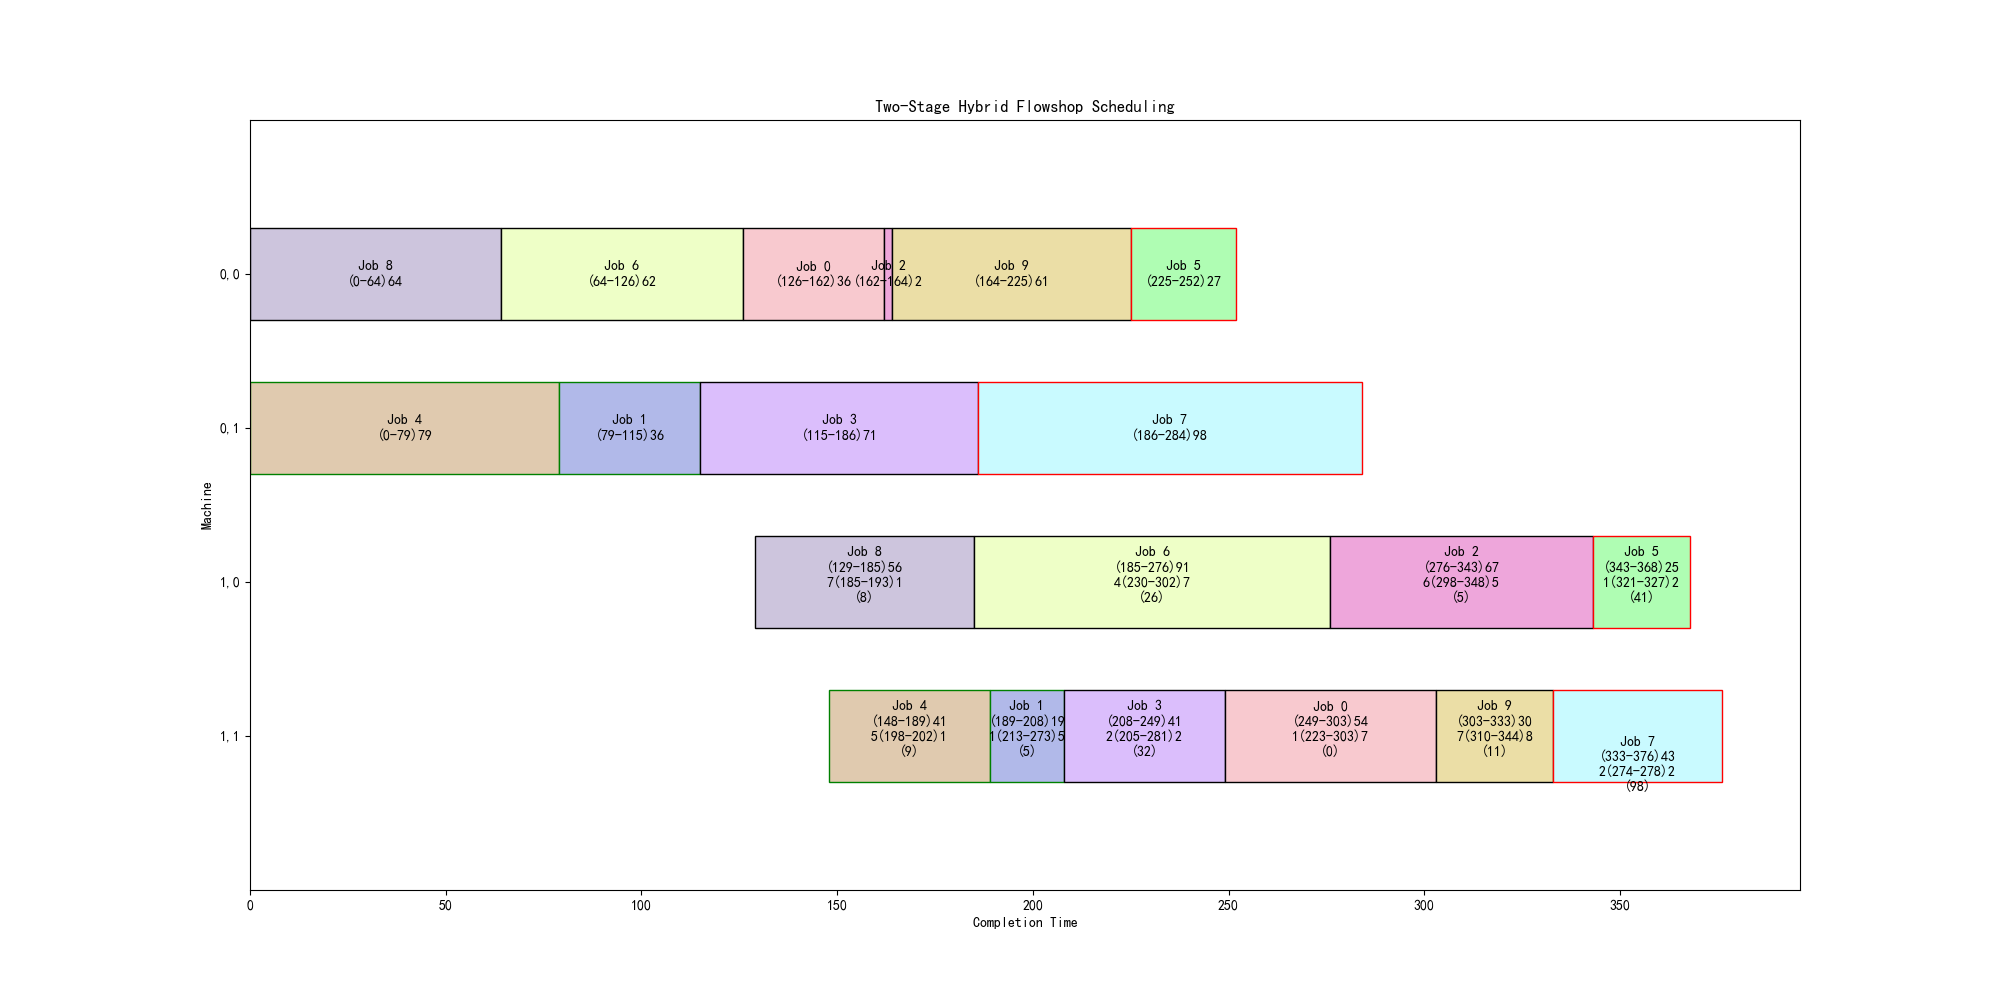 Two-Stage Hybrid Flowshop Scheduling
0,0
Job 8
(0-64)64
Job 6
(64-126)62
Job 0
(126-162)36
Job 2
(162-164)2
Job 9
(164-225)61
Job 5
(225-252)27
0,1
Job 4
(0-79)79
Job 1
(79-115)36
Job 3
(115-186)71
Job 7
(186-284)98
Machine
1,0
Job 8
(129-185)56
7(185-193)1
(8)
Job 6
(185-276)91
4(230-302)7
(26)
Job 2
(276-343)67
6(298-348)5
(5)
Job 5
(343-368)25
1(321-327)2
(41)
1,1
Job 4
(148-189)41
5(198-202)1
(9)
Job 1
(189-208)19
1(213-273)5
(5)
Job 3
(208-249)41
2(205-281)2
(32)
Job 0
(249-303)54
1(223-303)7
(0)
Job 9
(303-333)30
7(310-344)8
(11)
Job 7
(333-376)43
2(274-278)2
(98)
0 50 100 150 200 250 300 350
Completion Time